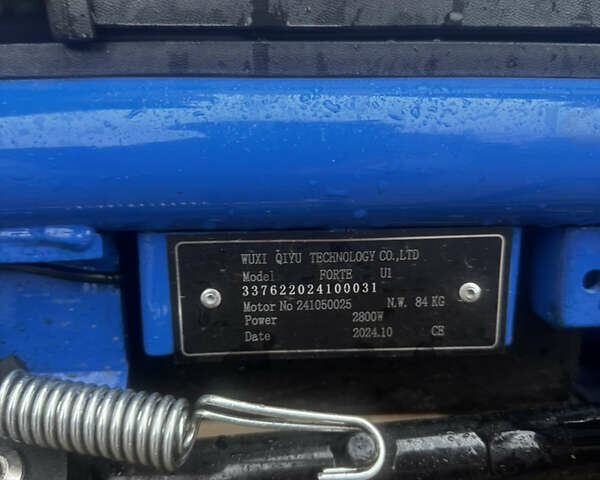 WUXI QIYU TECHNOLOGY CO.,LTD
Model FORTE U1
337622024100031
Motor No 241050025 N.W. 84 KG
Power 2800W
Date 2024.10 CE